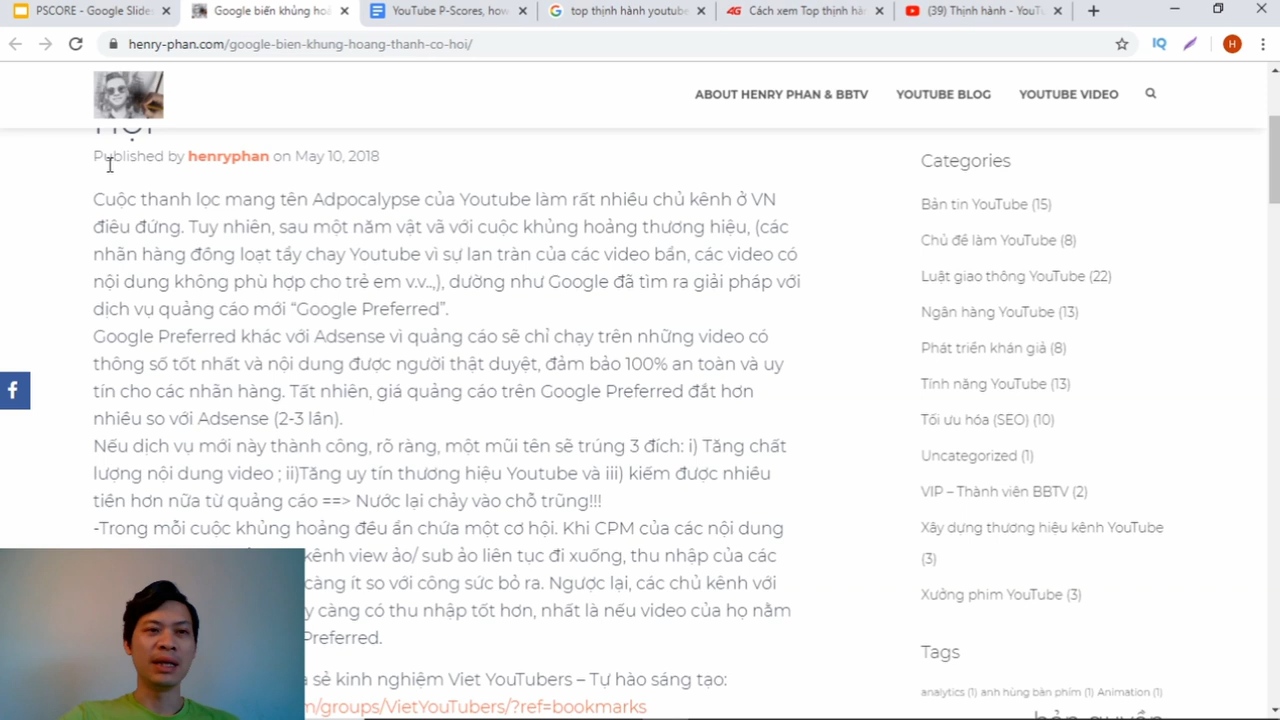 PSCORE - Google Slides
Google biến khủng ho
YouTube P-Scores, how
top thịnh hành youtube
Cách xem Top thịnh h
(39) Thịnh hành - YouT
henry-phan.com/google-bien-khung-hoang-thanh-co-hoi/
IQ
H
ABOUT HENRY PHAN & BBTV
YOUTUBE BLOG
YOUTUBE VIDEO
HỘI
Published by henryphan on May 10, 2018
Cuộc thanh lọc mang tên Adpocalypse của Youtube làm rất nhiều chủ kênh ở VN
điêu đứng. Tuy nhiên, sau một năm vật vã với cuộc khủng hoảng thương hiệu, (các
nhãn hàng đồng loạt tẩy chay Youtube vì sự lan tràn của các video bẩn, các video có
nội dung không phù hợp cho trẻ em v.v..,), dường như Google đã tìm ra giải pháp với
dịch vụ quảng cáo mới “Google Preferred”.
Google Preferred khác với Adsense vì quảng cáo sẽ chỉ chạy trên những video có
thông số tốt nhất và nội dung được người thật duyệt, đảm bảo 100% an toàn và uy
tín cho các nhãn hàng. Tất nhiên, giá quảng cáo trên Google Preferred đắt hơn
nhiều so với Adsense (2-3 lần).
Nếu dịch vụ mới này thành công, rõ ràng, một mũi tên sẽ trúng 3 đích: i) Tăng chất
lượng nội dung video ; ii)Tăng uy tín thương hiệu Youtube và iii) kiếm được nhiều
tiền hơn nữa từ quảng cáo ==> Nước lại chảy vào chỗ trũng!!!
-Trong mỗi cuộc khủng hoảng đều ẩn chứa một cơ hội. Khi CPM của các nội dung
kênh view ảo/ sub ảo liên tục đi xuống, thu nhập của các
càng ít so với công sức bỏ ra. Ngược lại, các chủ kênh với
y càng có thu nhập tốt hơn, nhất là nếu video của họ nằm
Preferred.
sẻ kinh nghiệm Viet YouTubers – Tự hào sáng tạo:
m/groups/VietYouTubers/?ref=bookmarks
Categories
Bản tin YouTube (15)
Chủ đề làm YouTube (8)
Luật giao thông YouTube (22)
Ngân hàng YouTube (13)
Phát triển khán giả (8)
Tính năng YouTube (13)
Tối ưu hóa (SEO) (10)
Uncategorized (1)
VIP – Thành viên BBTV (2)
Xây dựng thương hiệu kênh YouTube
(3)
Xưởng phim YouTube (3)
Tags
analytics (1) anh hùng bàn phím (1) Animation (1)
bản quyền